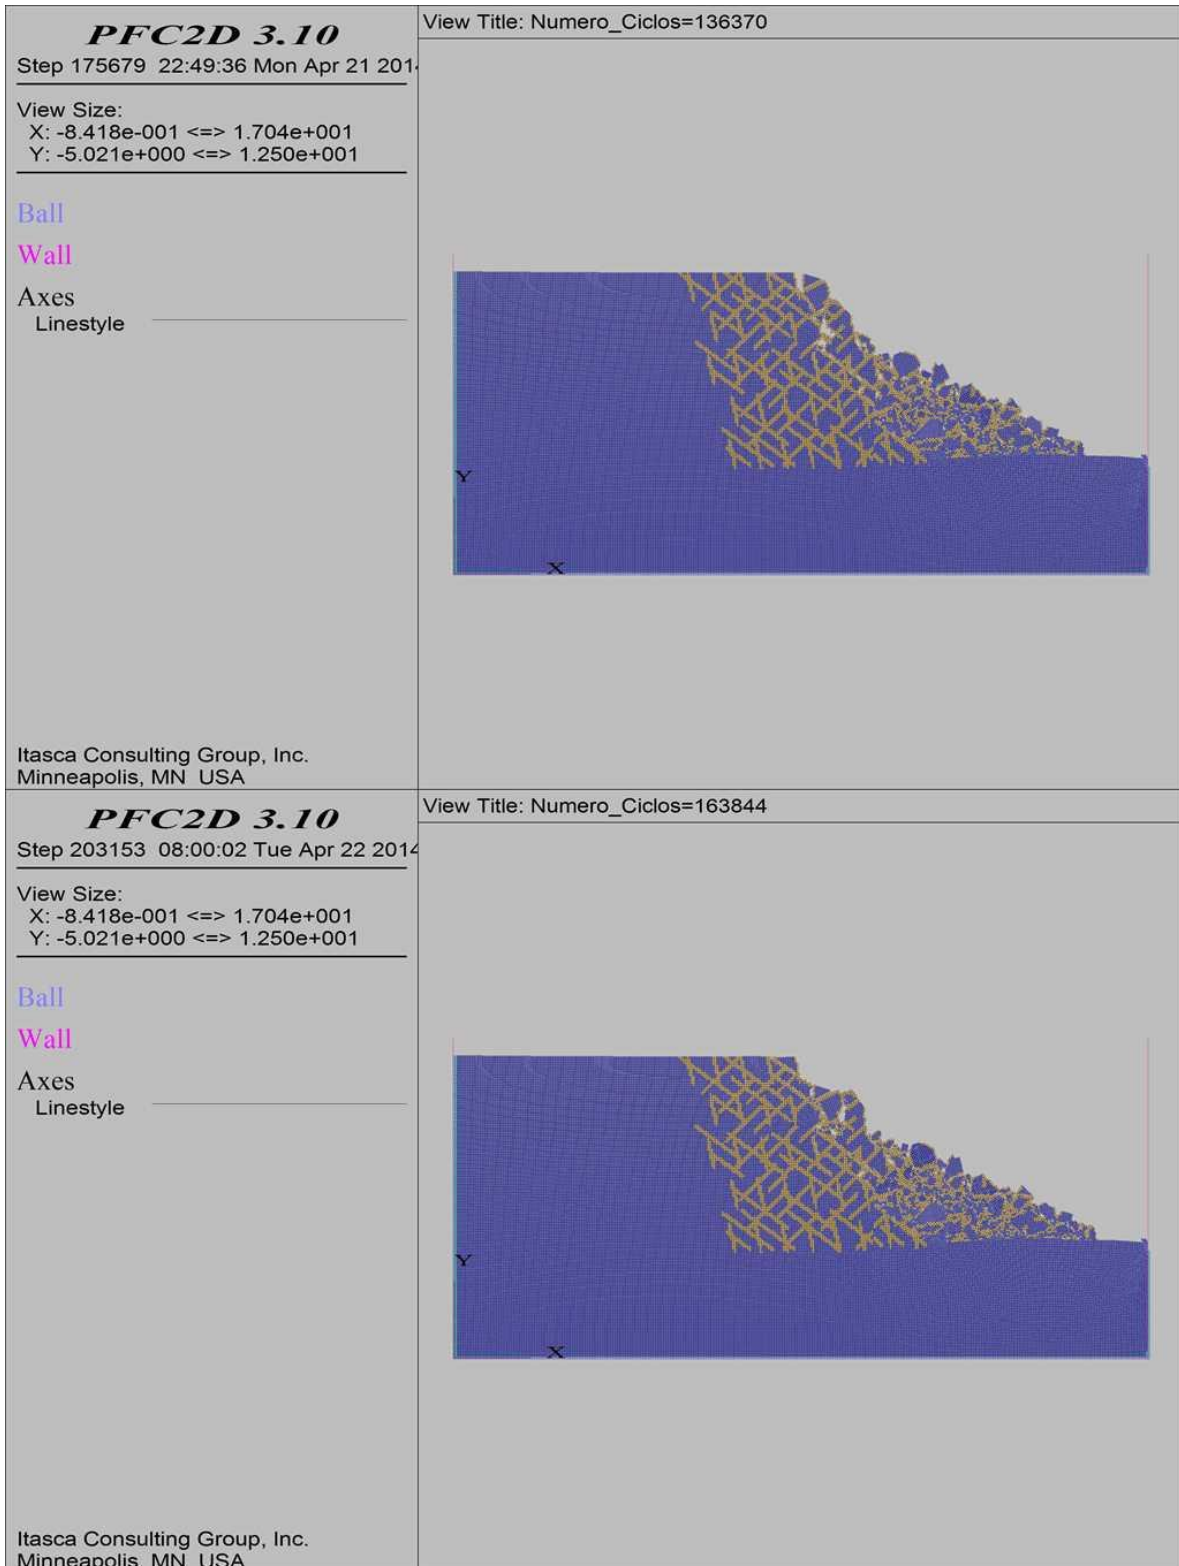 PFC2D 3.10
Step 175679 22:49:36 Mon Apr 21 201
View Size:
X: -8.418e-001 <=> 1.704e+001
Y: -5.021e+000 <=> 1.250e+001
Ball
Wall
Axes
Linestyle
Itasca Consulting Group, Inc.
Minneapolis, MN USA
View Title: Numero_Ciclos=136370
Y
X
PFC2D 3.10
Step 203153 08:00:02 Tue Apr 22 2014
View Size:
X: -8.418e-001 <=> 1.704e+001
Y: -5.021e+000 <=> 1.250e+001
Ball
Wall
Axes
Linestyle
Itasca Consulting Group, Inc.
Minneapolis, MN USA
View Title: Numero_Ciclos=163844
Y
X